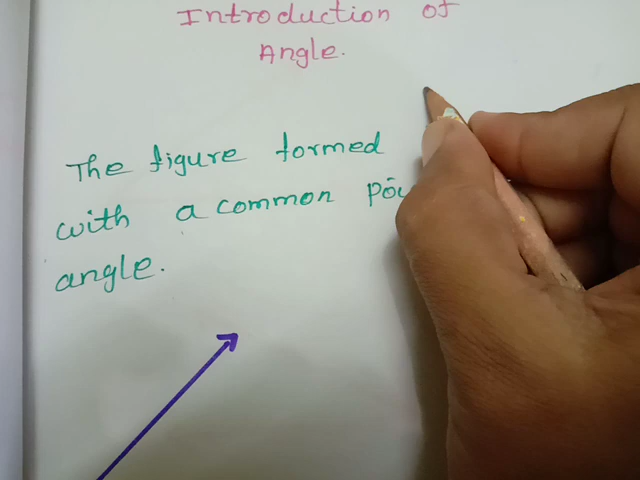 Introduction of
Angle.
The figure formed
with a common
angle.